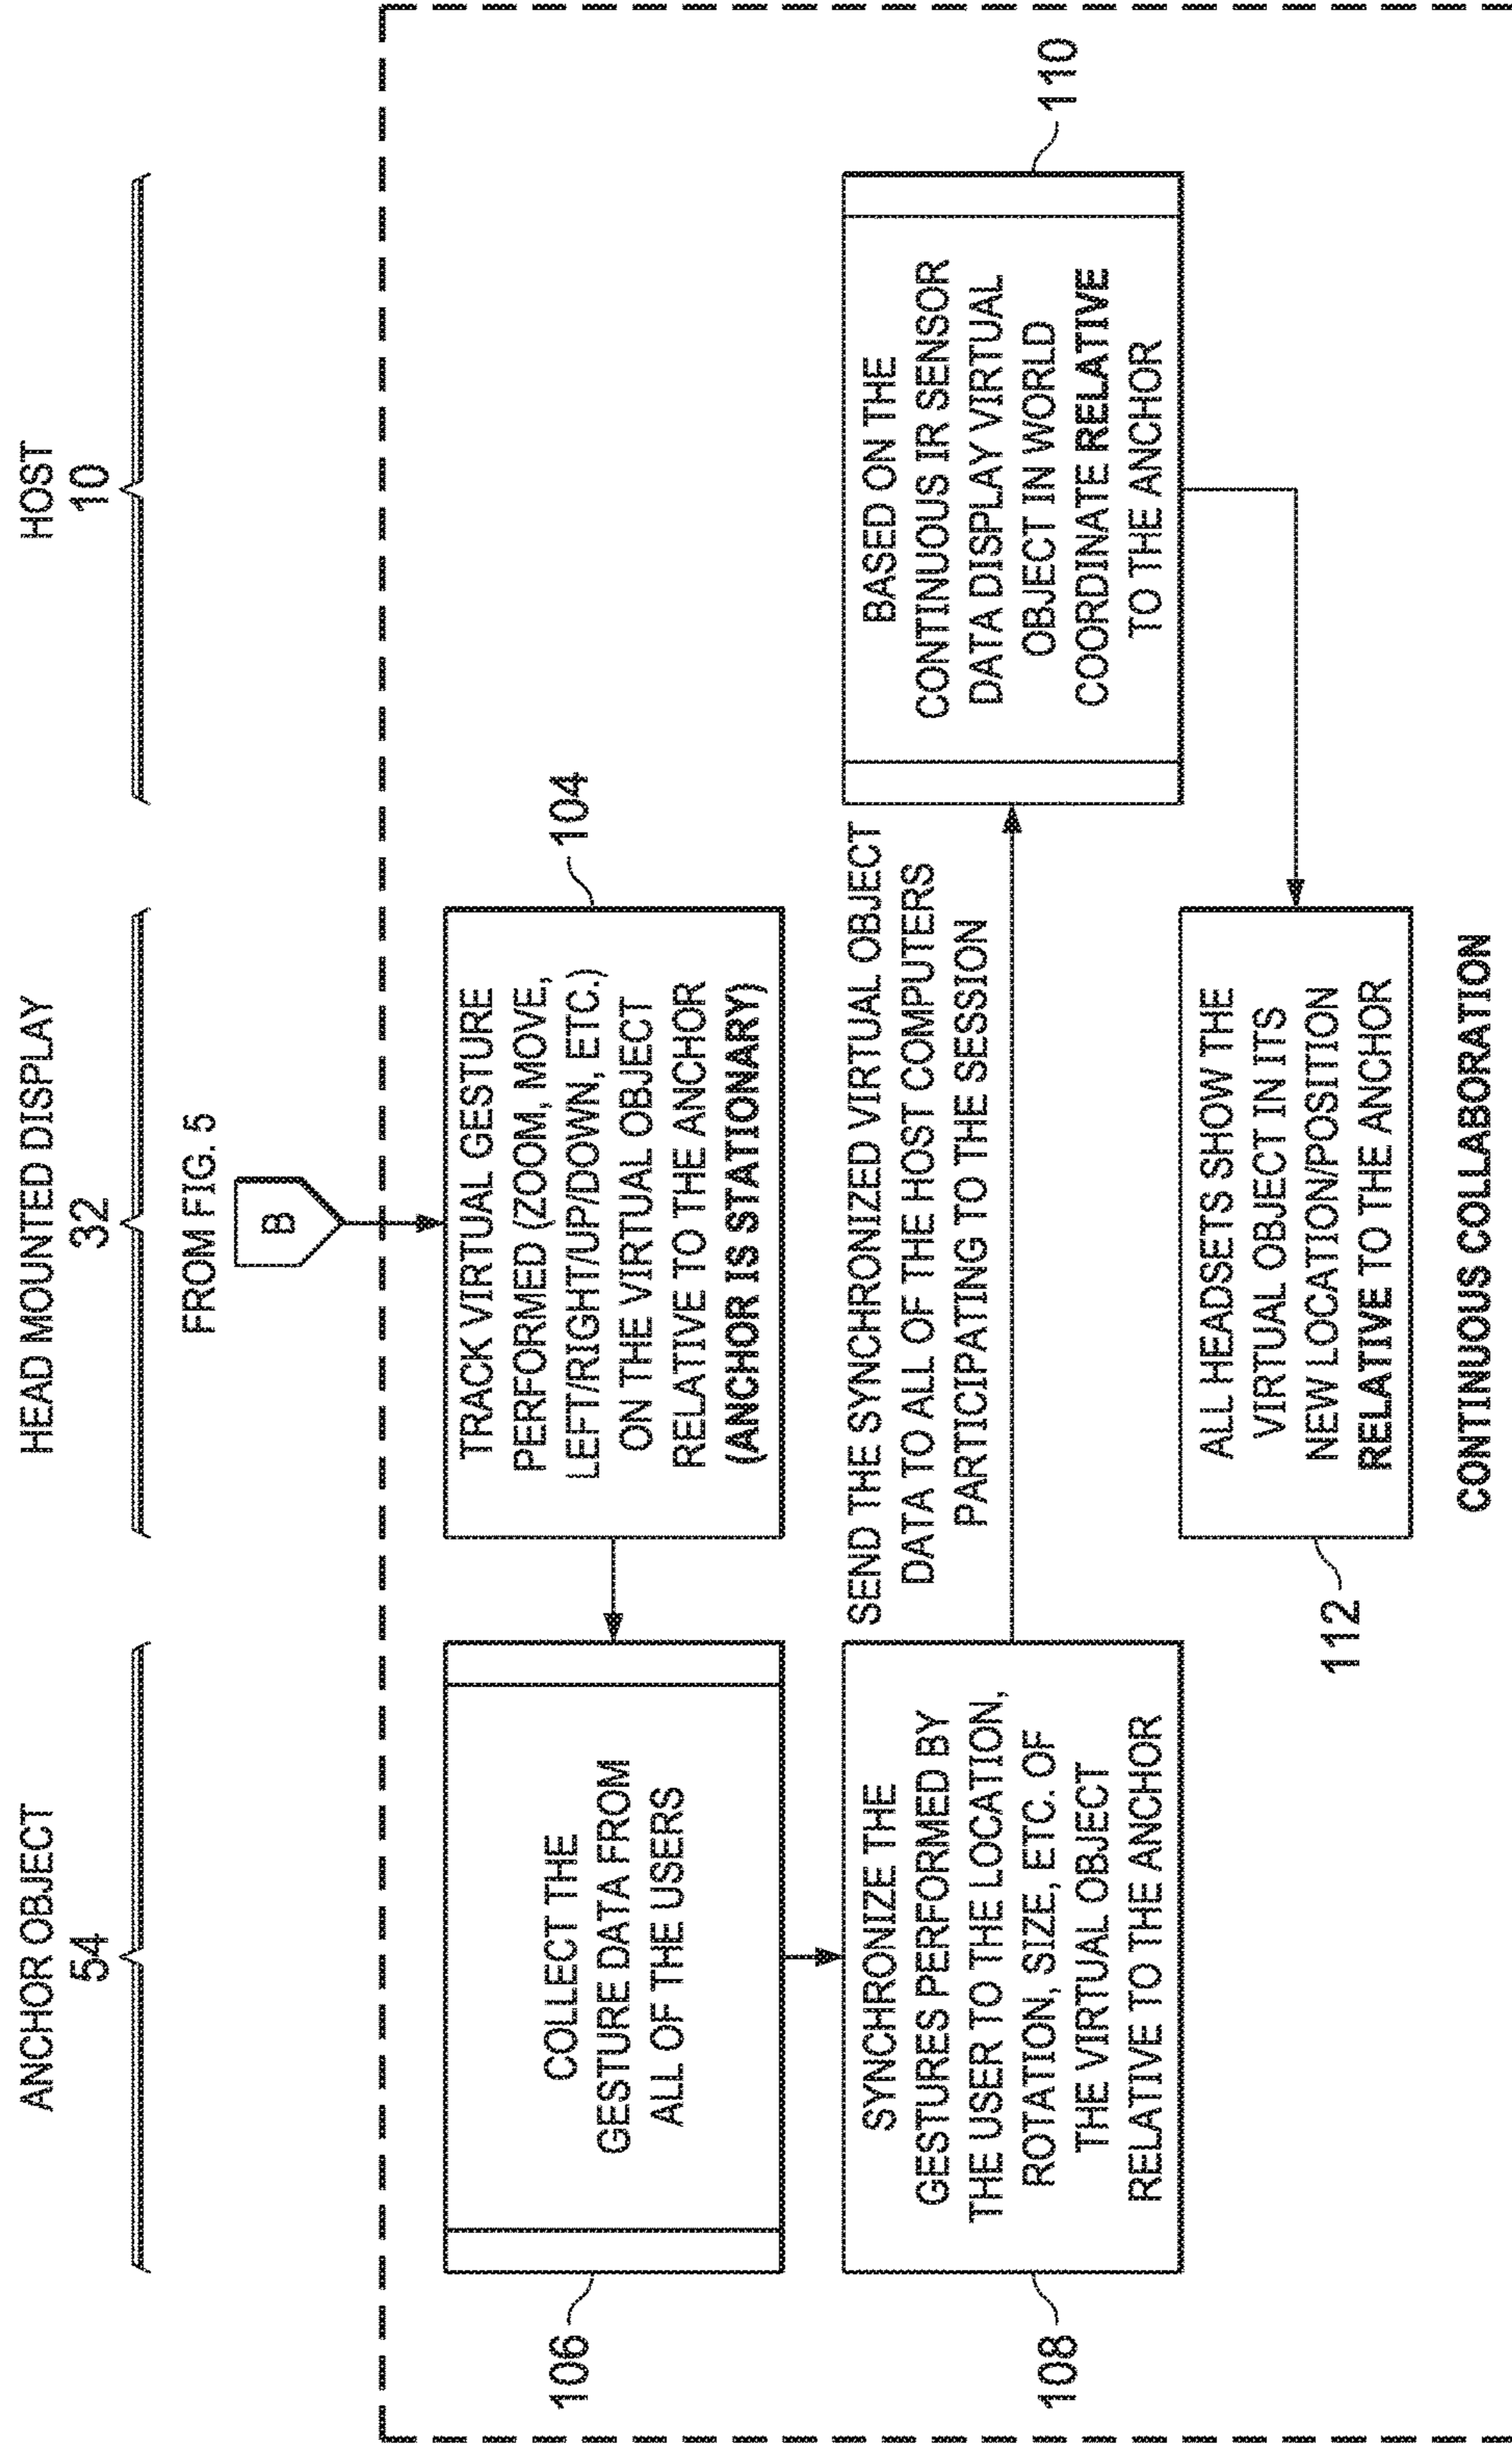 ANCHOR OBJECT
54
HEAD MOUNTED DISPLAY
32
HOST
10
FROM FIG. 5
B
TRACK VIRTUAL GESTURE
PERFORMED (ZOOM, MOVE,
LEFT/RIGHT/UP/DOWN, ETC.)
ON THE VIRTUAL OBJECT
RELATIVE TO THE ANCHOR
(ANCHOR IS STATIONARY)
104
COLLECT THE
GESTURE DATA FROM
ALL OF THE USERS
106
SYNCHRONIZE THE
GESTURES PERFORMED BY
THE USER TO THE LOCATION,
ROTATION, SIZE, ETC. OF
THE VIRTUAL OBJECT
RELATIVE TO THE ANCHOR
108
SEND THE SYNCHRONIZED VIRTUAL OBJECT
DATA TO ALL OF THE HOST COMPUTERS
PARTICIPATING TO THE SESSION
BASED ON THE
CONTINUOUS IR SENSOR
DATA DISPLAY VIRTUAL
OBJECT IN WORLD
COORDINATE RELATIVE
TO THE ANCHOR
110
ALL HEADSETS SHOW THE
VIRTUAL OBJECT IN ITS
NEW LOCATION/POSITION
RELATIVE TO THE ANCHOR
112
CONTINUOUS COLLABORATION